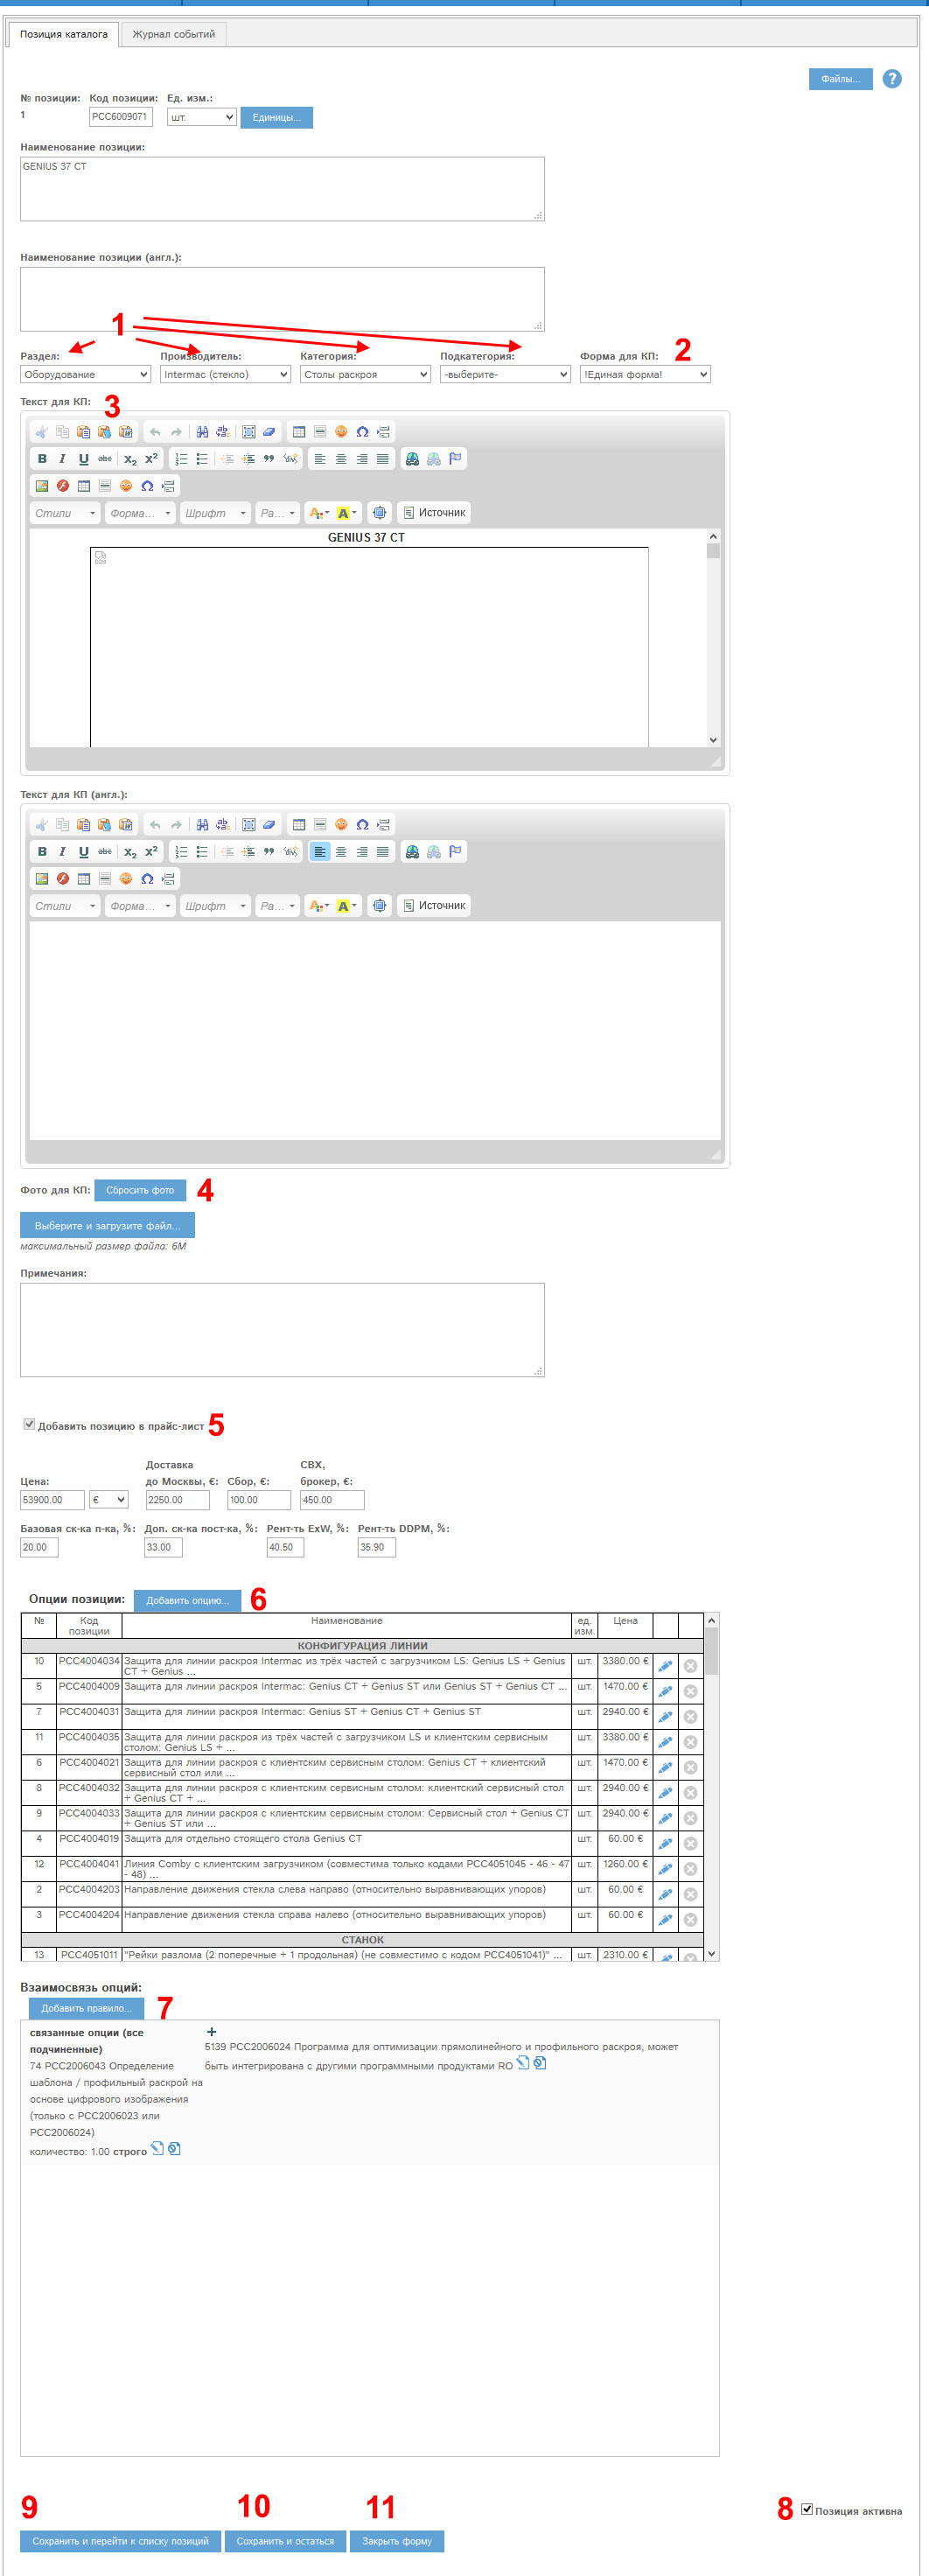 Позиция каталога Журнал событий
Файлы... ?
№ позиции: Код позиции: Ед. изм.:
1 PCC6009071 шт. Единицы...
Наименование позиции:
GENIUS 37 CT
Наименование позиции (англ.):
1
Раздел: Производитель: Категория: Подкатегория: Форма для КП: 2
Оборудование Intermac (стекло) Столы раскроя -выберите- !Единая форма!
Текст для КП: 3
B I U abc x₂ x²
Стили Форма... Шрифт Ра... A A Источник
GENIUS 37 CT
Текст для КП (англ.):
B I U abc x₂ x²
Стили Форма... Шрифт Ра... A A Источник
Фото для КП: Сбросить фото 4
Выберите и загрузите файл...
максимальный размер файла: 6M
Примечания:
Добавить позицию в прайс-лист 5
Доставка СВХ,
Цена: до Москвы, €: Сбор, €: брокер, €:
53900.00 € 2250.00 100.00 450.00
Базовая ск-ка п-ка, %: Доп. ск-ка пост-ка, %: Рент-ть ExW, %: Рент-ть DDPM, %:
20.00 33.00 40.50 35.90
Опции позиции: Добавить опцию... 6
№ Код Наименование ед. Цена
позиции изм.
КОНФИГУРАЦИЯ ЛИНИИ
10 PCC4004034 Защита для линии раскроя Intermac из трёх частей с загрузчиком LS: Genius LS + Genius шт. 3380.00 €
CT + Genius ...
5 PCC4004009 Защита для линии раскроя Intermac: Genius CT + Genius ST или Genius ST + Genius CT ... шт. 1470.00 €
7 PCC4004031 Защита для линии раскроя Intermac: Genius ST + Genius CT + Genius ST шт. 2940.00 €
11 PCC4004035 Защита для линии раскроя из трёх частей с загрузчиком LS и клиентским сервисным шт. 3380.00 €
столом: Genius LS + ...
6 PCC4004021 Защита для линии раскроя с клиентским сервисным столом: Genius CT + клиентский шт. 1470.00 €
сервисный стол или ...
8 PCC4004032 Защита для линии раскроя с клиентским сервисным столом: клиентский сервисный стол шт. 2940.00 €
+ Genius CT + ...
9 PCC4004033 Защита для линии раскроя с клиентским сервисным столом: Сервисный стол + Genius CT шт. 2940.00 €
+ Genius ST или ...
4 PCC4004019 Защита для отдельно стоящего стола Genius CT шт. 60.00 €
12 PCC4004041 Линия Comby с клиентским загрузчиком (совместима только кодами PCC4051045 - 46 - 47 шт. 1260.00 €
- 48) ...
2 PCC4004203 Направление движения стекла слева направо (относительно выравнивающих упоров) шт. 60.00 €
3 PCC4004204 Направление движения стекла справа налево (относительно выравнивающих упоров) шт. 60.00 €
СТАНОК
13 PCC4051011 "Рейки разлома (2 поперечные + 1 продольная) (не совместимо с кодом PCC4051041)" ... шт. 2310.00 €
Взаимосвязь опций:
Добавить правило... 7
связанные опции (все +
подчиненные) 5139 PCC2006024 Программа для оптимизации прямолинейного и профильного раскроя, может
74 PCC2006043 Определение быть интегрирована с другими программными продуктами RO
шаблона / профильный раскрой на
основе цифрового изображения
(только с PCC2006023 или
PCC2006024)
количество: 1.00 строго
9 10 11 8 Позиция активна
Сохранить и перейти к списку позиций Сохранить и остаться Закрыть форму